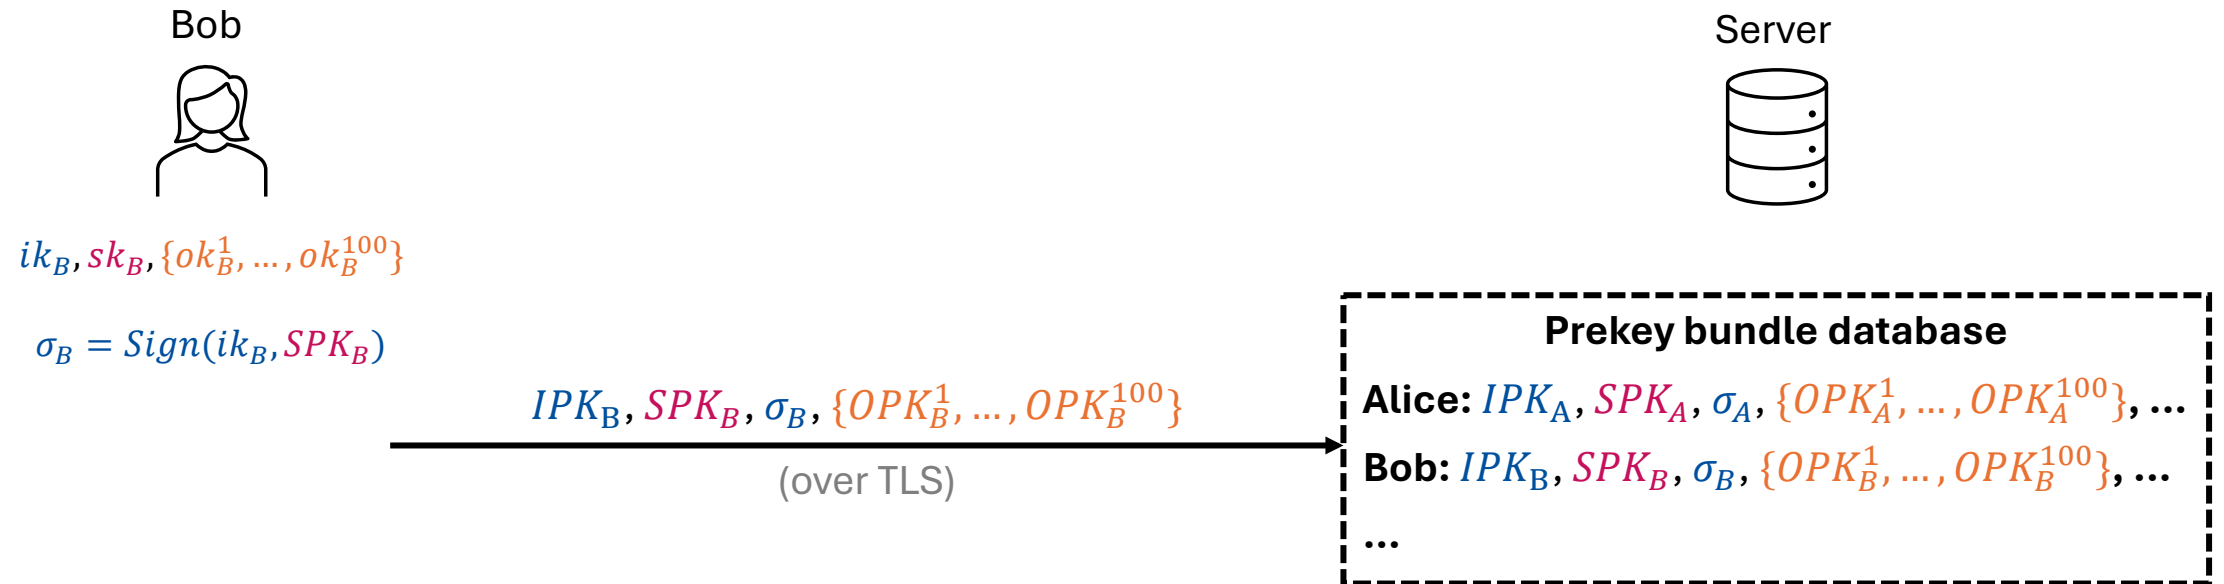 Bob
Server
ik_B, sk_B, {ok_B^1, ..., ok_B^100}
σ_B = Sign(ik_B, SPK_B)
IPK_B, SPK_B, σ_B, {OPK_B^1, ..., OPK_B^100}
(over TLS)
Prekey bundle database
Alice: IPK_A, SPK_A, σ_A, {OPK_A^1, ..., OPK_A^100}, ...
Bob: IPK_B, SPK_B, σ_B, {OPK_B^1, ..., OPK_B^100}, ...
...